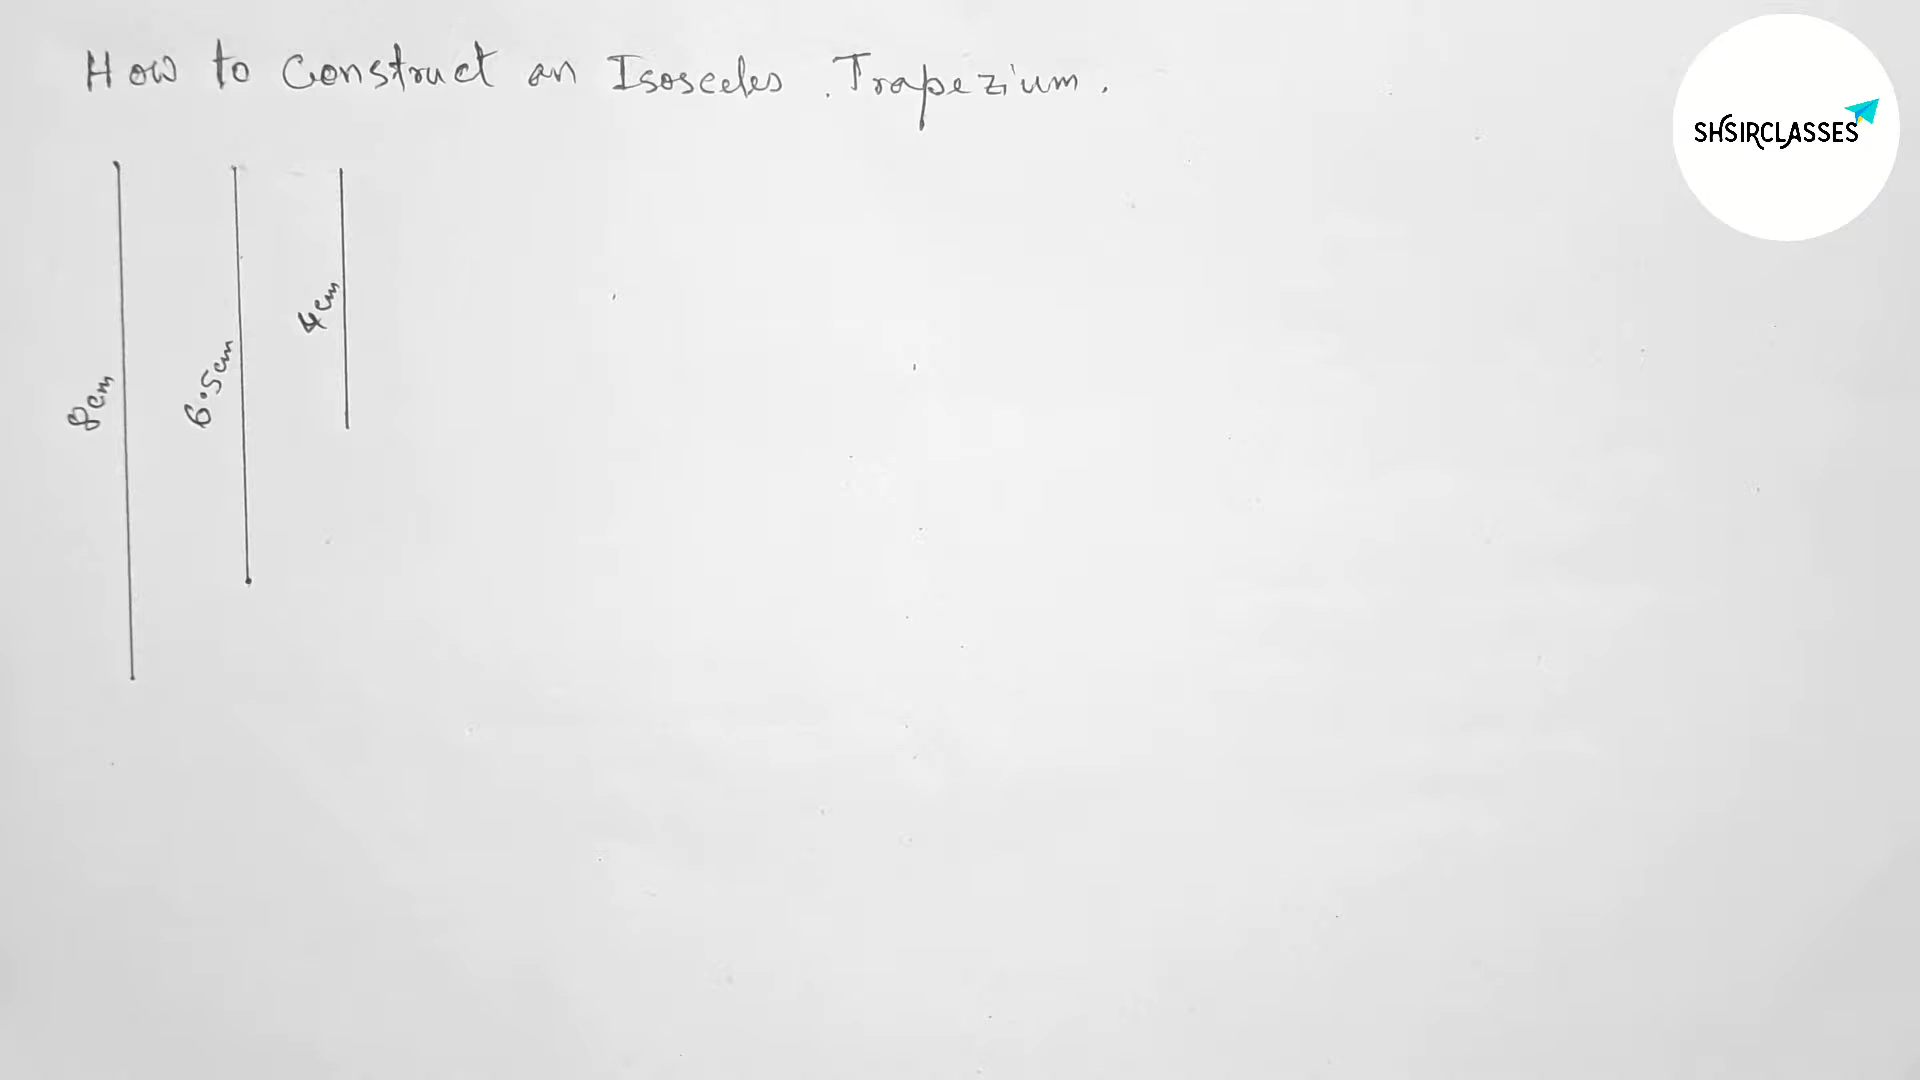 How to Construct an Isosceles Trapezium.
SHSIRCLASSES
8cm
6.5cm
4cm